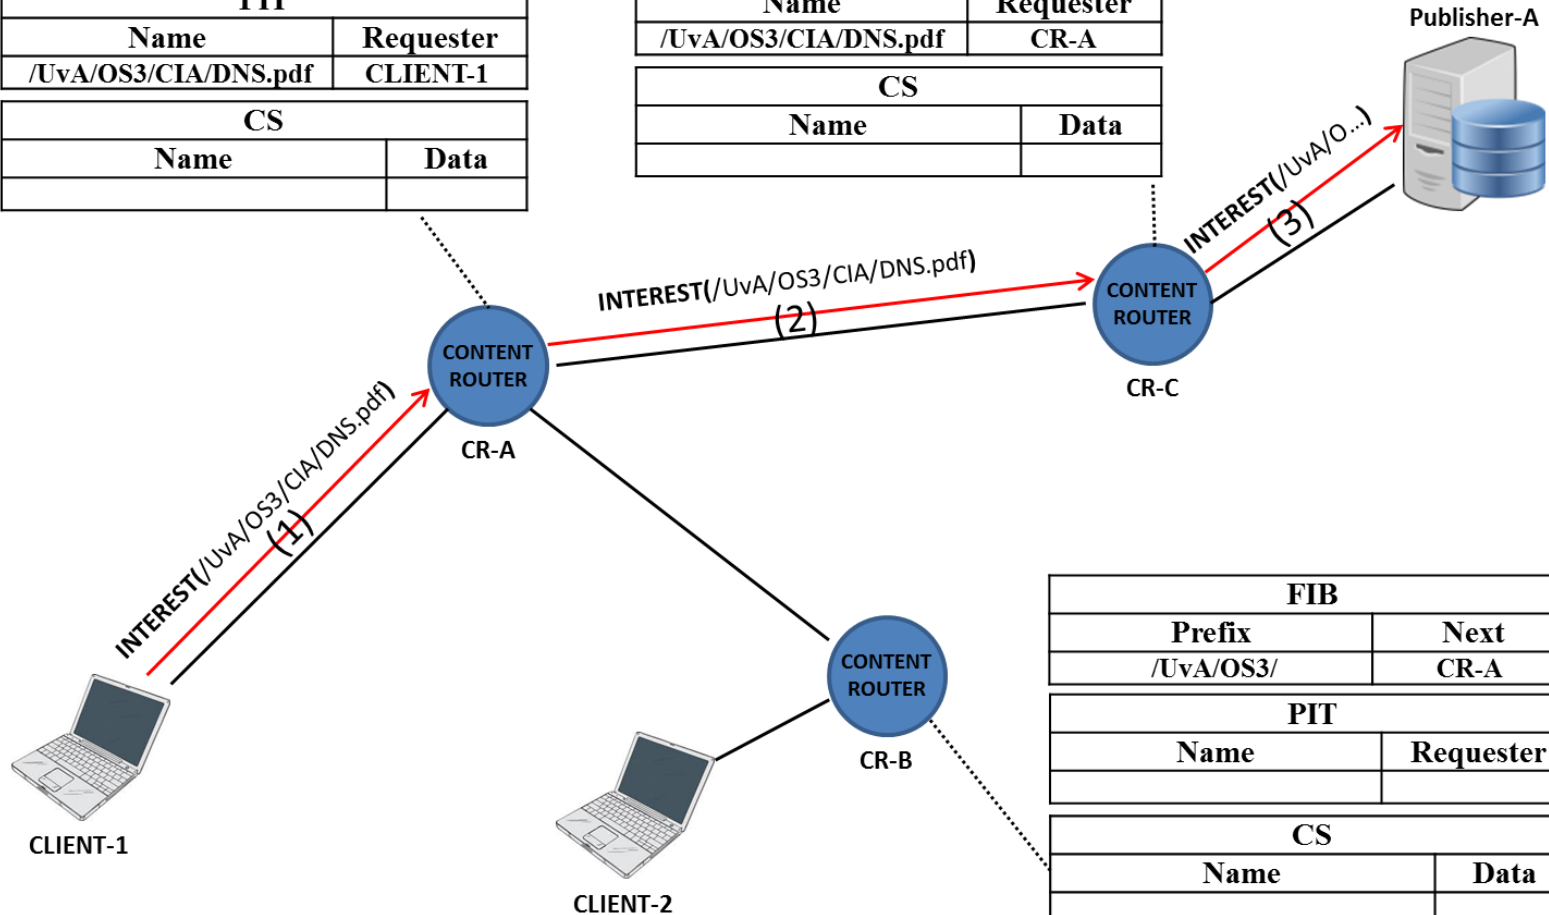 PIT
Name Requester
/UvA/OS3/CIA/DNS.pdf CLIENT-1
CS
Name Data
Name Requester
/UvA/OS3/CIA/DNS.pdf CR-A
CS
Name Data
Publisher-A
INTEREST(/UvA/O...)
(3)
INTEREST(/UvA/OS3/CIA/DNS.pdf)
(2)
CONTENT
ROUTER
CR-C
CONTENT
ROUTER
CR-A
INTEREST(/UvA/OS3/CIA/DNS.pdf)
(1)
CLIENT-1
CONTENT
ROUTER
CR-B
CLIENT-2
FIB
Prefix Next
/UvA/OS3/ CR-A
PIT
Name Requester
CS
Name Data